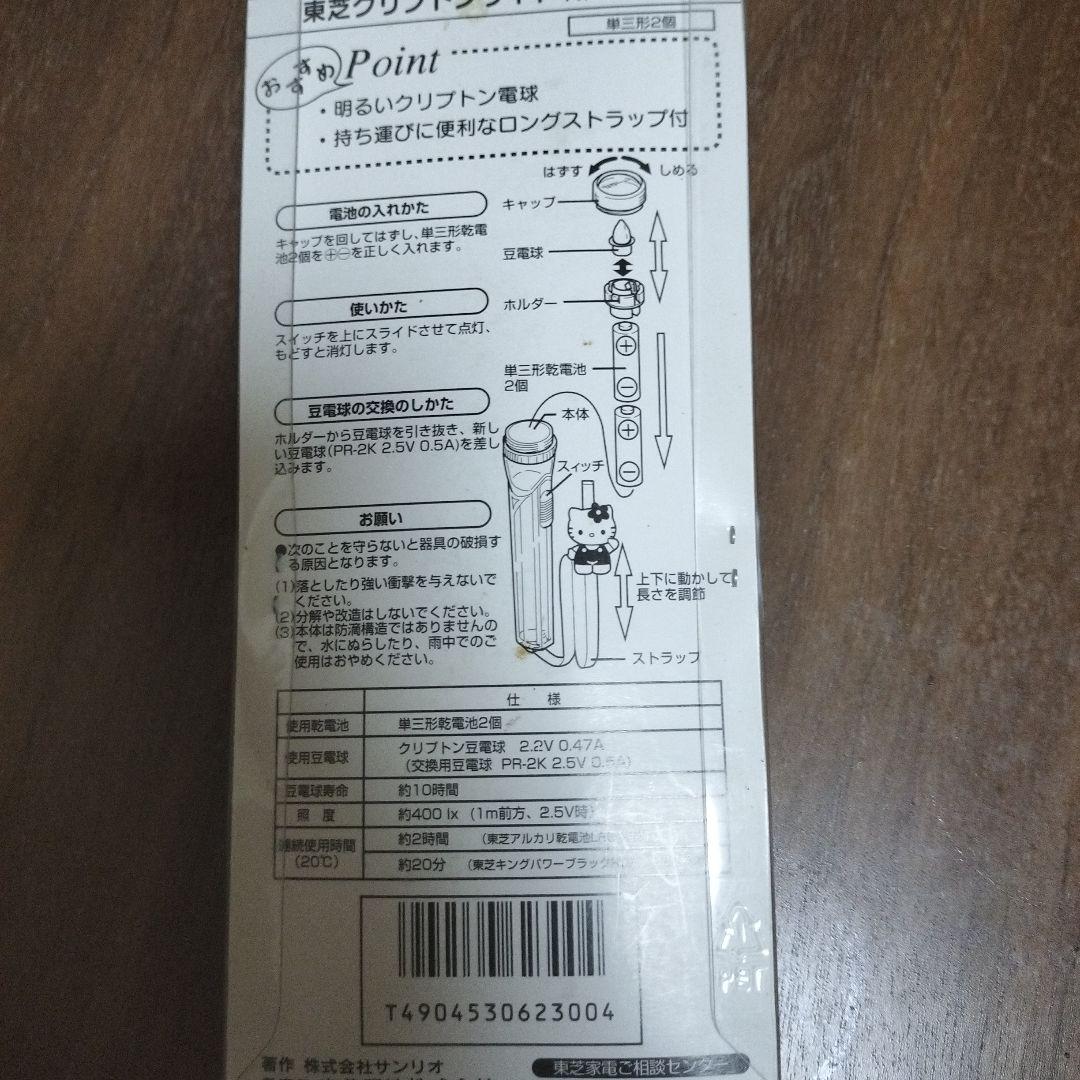 東芝クリプトンライト
単三形2個
おすすめ Point
・明るいクリプトン電球
・持ち運びに便利なロングストラップ付
はずす しめる
キャップ
豆電球
ホルダー
単三形乾電池
2個
本体
スイッチ
上下に動かして
長さを調節
ストラップ
電池の入れかた
キャップを回してはずし、単三形乾電
池2個を⊕⊖を正しく入れます。
使いかた
スイッチを上にスライドさせて点灯、
もどすと消灯します。
豆電球の交換のしかた
ホルダーから豆電球を引き抜き、新し
い豆電球(PR-2K 2.5V 0.5A)を差し
込みます。
お願い
●次のことを守らないと器具の破損す
る原因となります。
(1)落としたり強い衝撃を与えないで
ください。
(2)分解や改造はしないでください。
(3)本体は防滴構造ではありませんの
で、水にぬらしたり、雨中でのご
使用はおやめください。
仕 様
使用乾電池 単三形乾電池2個
使用豆電球 クリプトン豆電球 2.2V 0.47A
(交換用豆電球 PR-2K 2.5V 0.5A)
豆電球寿命 約10時間
照 度 約400 lx (1m前方、2.5V時)
連続使用時間
(20℃)
約2時間 (東芝アルカリ乾電池
約20分 (東芝キングパワーブラック
T4904530623004
PET
著作 株式会社サンリオ
東芝家電ご相談センター